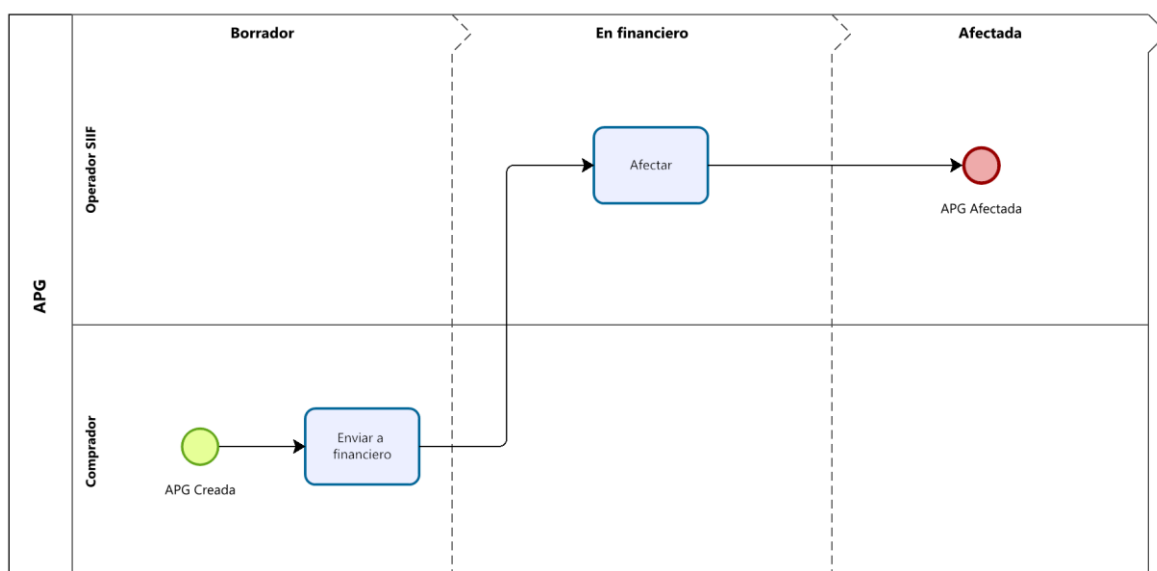 Borrador
En financiero
Afectada
APG
Operador SIIF
Afectar
APG Afectada
Comprador
Enviar a
financiero
APG Creada